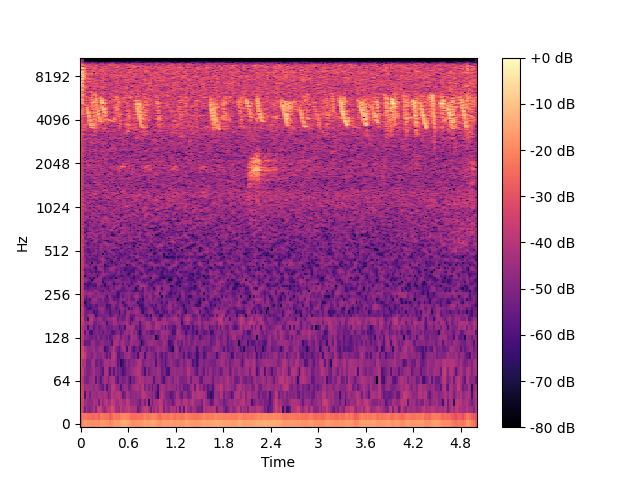 8192
4096
2048
1024
512
256
128
64
0
Hz
0 0.6 1.2 1.8 2.4 3 3.6 4.2 4.8
Time
+0 dB
-10 dB
-20 dB
-30 dB
-40 dB
-50 dB
-60 dB
-70 dB
-80 dB